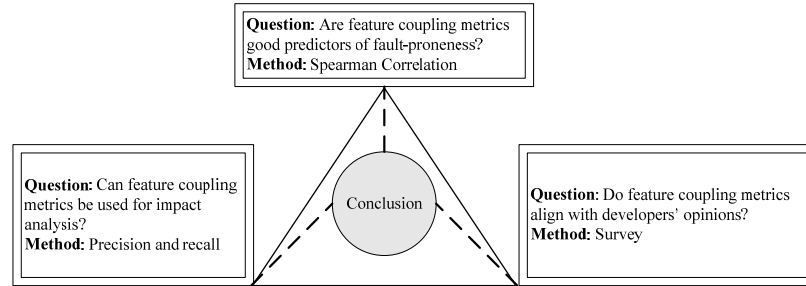 Question: Are feature coupling metrics
good predictors of fault-proneness?
Method: Spearman Correlation
Question: Can feature coupling
metrics be used for impact
analysis?
Method: Precision and recall
Conclusion
Question: Do feature coupling metrics
align with developers’ opinions?
Method: Survey